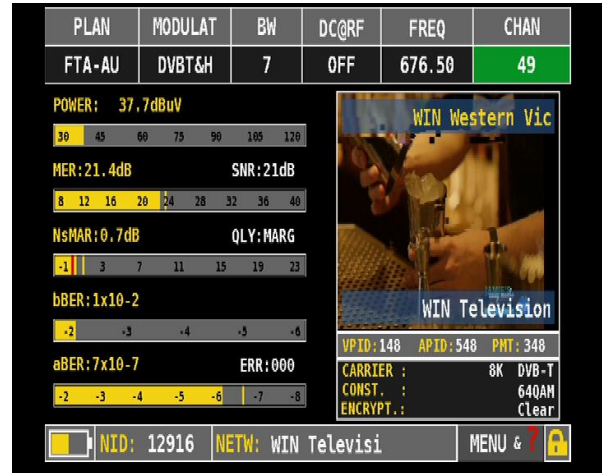 PLAN MODULAT BW DC@RF FREQ CHAN
FTA-AU DVBT&H 7 OFF 676.50 49
POWER: 37.7dBuV
30 45 60 75 90 105 120
MER:21.4dB SNR:21dB
8 12 16 20 24 28 32 36 40
NsMAR:0.7dB QLY:MARG
-1 3 7 11 15 19 23
bBER:1x10-2
-2 -3 -4 -5 -6
aBER:7x10-7 ERR:000
-2 -3 -4 -5 -6 -7 -8
WIN Western Vic
WIN Television
VPID:148 APID:548 PMT:348
CARRIER : 8K DVB-T
CONST. : 64QAM
ENCRYPT.: Clear
NID: 12916 NETW: WIN Televisi MENU & ?